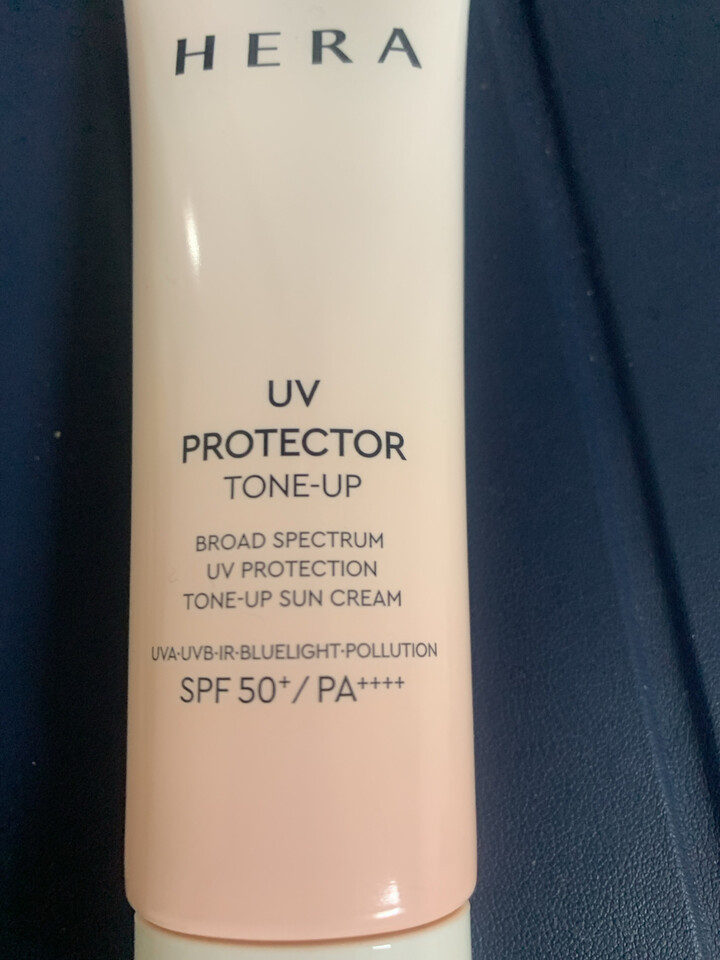 HERA
UV
PROTECTOR
TONE-UP
BROAD SPECTRUM
UV PROTECTION
TONE-UP SUN CREAM
UVA·UVB·IR·BLUELIGHT·POLLUTION
SPF 50+/ PA++++